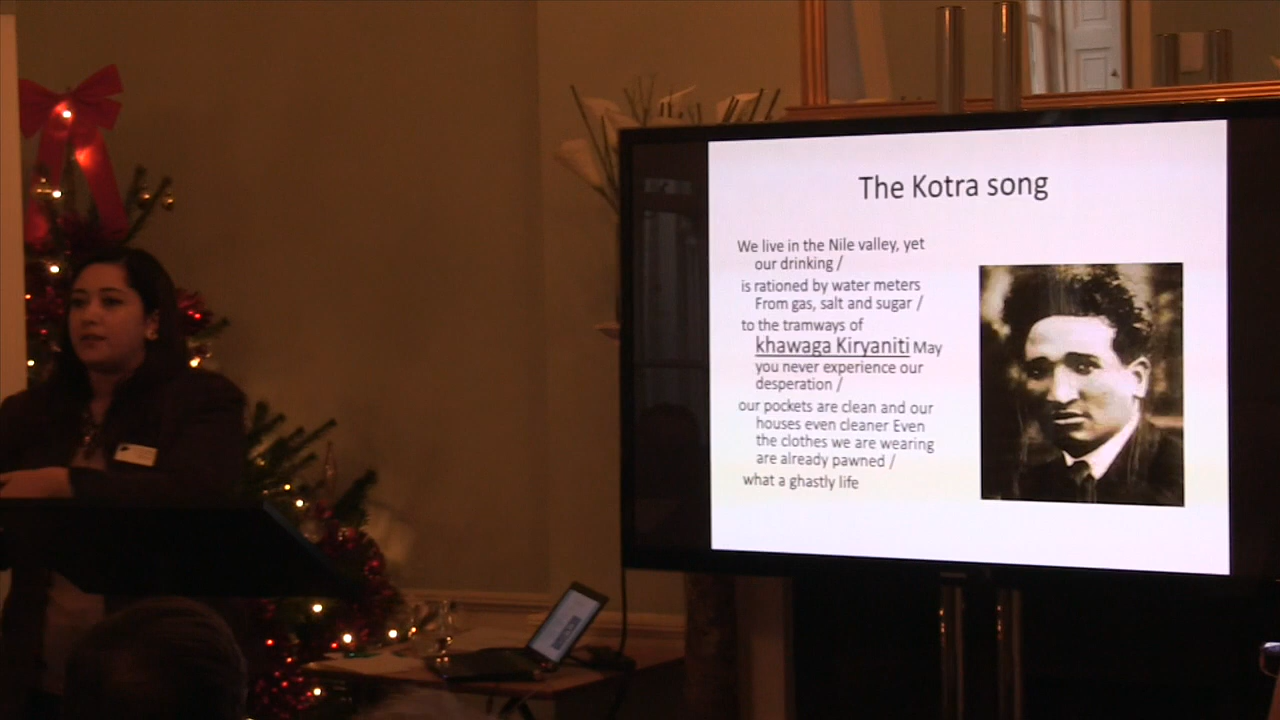 The Kotra song
We live in the Nile valley, yet
our drinking /
is rationed by water meters
From gas, salt and sugar /
to the tramways of
khawaga Kiryaniti May
you never experience our
desperation /
our pockets are clean and our
houses even cleaner Even
the clothes we are wearing
are already pawned /
what a ghastly life